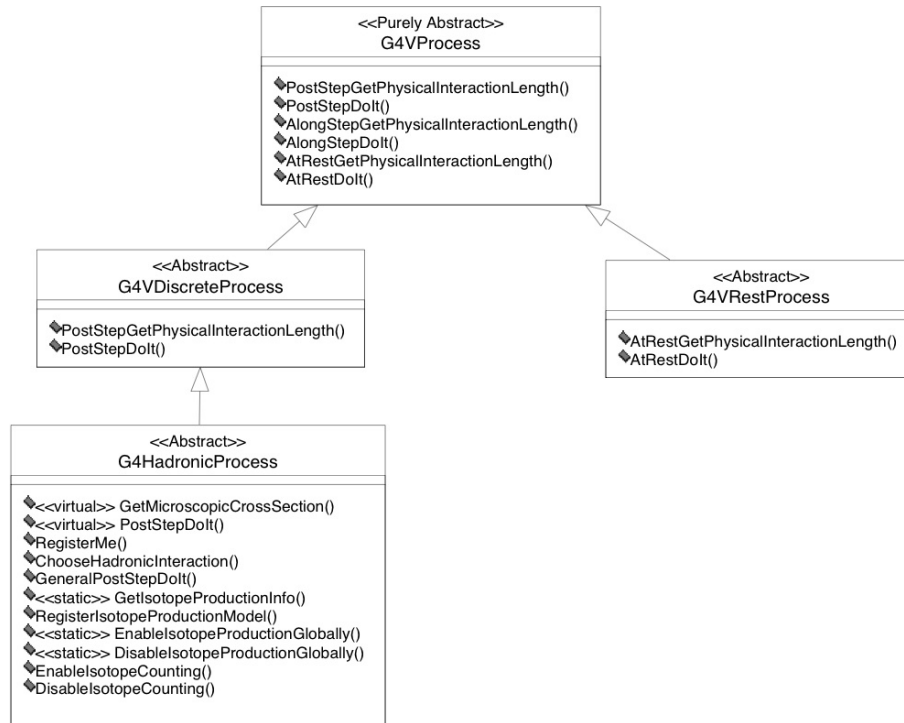 <<Purely Abstract>>
G4VProcess
PostStepGetPhysicalInteractionLength()
PostStepDoIt()
AlongStepGetPhysicalInteractionLength()
AlongStepDoIt()
AtRestGetPhysicalInteractionLength()
AtRestDoIt()
<<Abstract>>
G4VDiscreteProcess
PostStepGetPhysicalInteractionLength()
PostStepDoIt()
<<Abstract>>
G4VRestProcess
AtRestGetPhysicalInteractionLength()
AtRestDoIt()
<<Abstract>>
G4HadronicProcess
<<virtual>> GetMicroscopicCrossSection()
<<virtual>> PostStepDoIt()
RegisterMe()
ChooseHadronicInteraction()
GeneralPostStepDoIt()
<<static>> GetIsotopeProductionInfo()
RegisterIsotopeProductionModel()
<<static>> EnableIsotopeProductionGlobally()
<<static>> DisableIsotopeProductionGlobally()
EnableIsotopeCounting()
DisableIsotopeCounting()